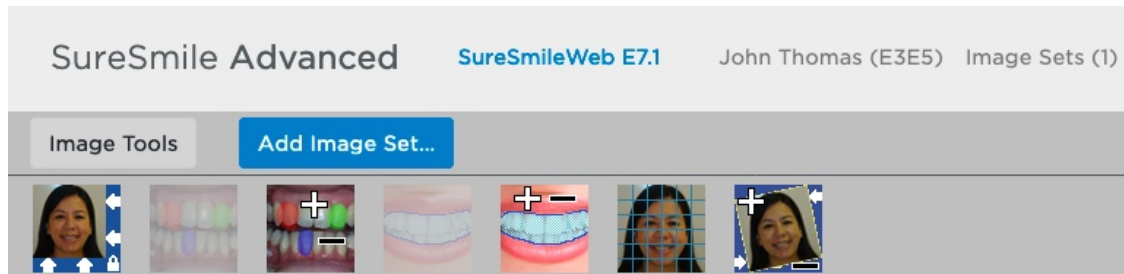 SureSmile Advanced SureSmileWeb E7.1 John Thomas (E3E5) Image Sets (1)
Image Tools Add Image Set...